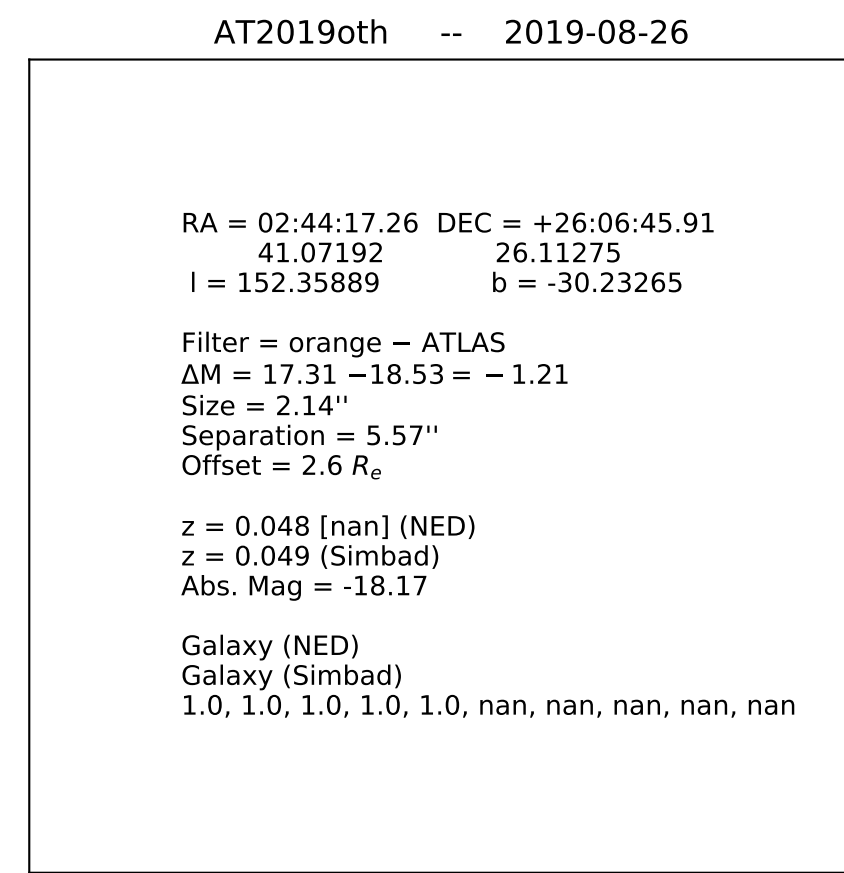 AT2019oth -- 2019-08-26
RA = 02:44:17.26 DEC = +26:06:45.91
41.07192 26.11275
l = 152.35889 b = -30.23265
Filter = orange − ATLAS
ΔM = 17.31 −18.53 = − 1.21
Size = 2.14''
Separation = 5.57''
Offset = 2.6 Rₑ
z = 0.048 [nan] (NED)
z = 0.049 (Simbad)
Abs. Mag = -18.17
Galaxy (NED)
Galaxy (Simbad)
1.0, 1.0, 1.0, 1.0, 1.0, nan, nan, nan, nan, nan